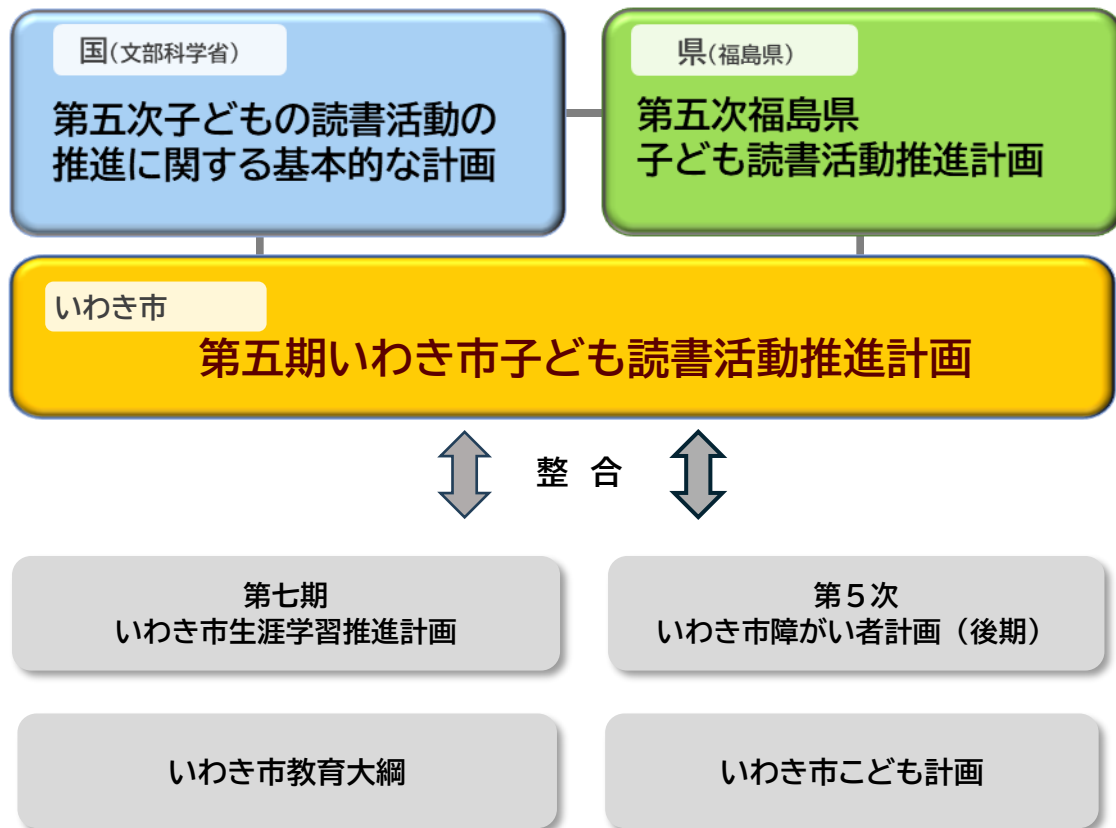 国(文部科学省)
第五次子どもの読書活動の
推進に関する基本的な計画
県(福島県)
第五次福島県
子ども読書活動推進計画
いわき市
第五期いわき市子ども読書活動推進計画
整 合
第七期
いわき市生涯学習推進計画
第５次
いわき市障がい者計画（後期）
いわき市教育大綱
いわき市こども計画